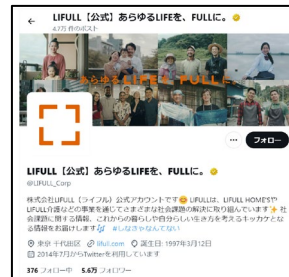 LIFULL【公式】あらゆるLIFEを、FULLに。
4.7万 件のポスト
あらゆるLIFEを、FULLに。
フォロー
LIFULL【公式】あらゆるLIFEを、FULLに。
@LIFULL_Corp
株式会社LIFULL（ライフル）公式アカウントです😊LIFULLは、LIFULL HOME'Sや
LIFULL介護などの事業を通じてさまざまな社会課題の解決に取り組んでいます✨社
会課題に関する情報、これからの暮らしや自分らしい生き方を考えるキッカケとな
る情報をお届けします #しなきゃなんてない
東京 千代田区 lifull.com 誕生日: 1997年3月12日
2014年7月からTwitterを利用しています
376 フォロー中 5.6万 フォロワー